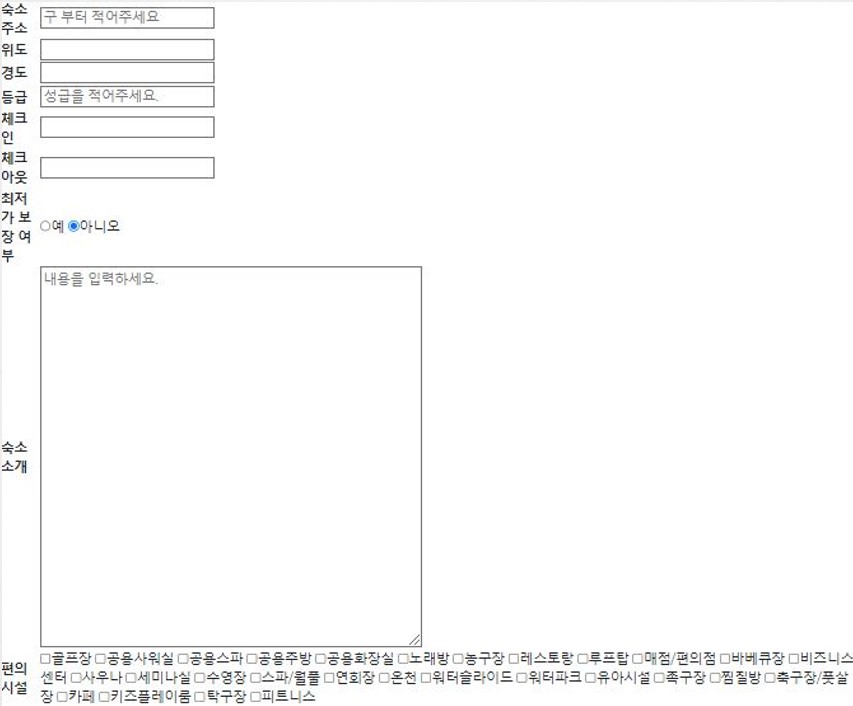 숙소
주소
구 부터 적어주세요
위도
경도
등급
성급을 적어주세요.
체크
인
체크
아웃
최저
가 보
장 여
부
예 아니오
내용을 입력하세요.
숙소
소개
편의
시설
골프장 공용샤워실 공용스파 공용주방 공용화장실 노래방 농구장 레스토랑 루프탑 매점/편의점 바베큐장 비즈니스
센터 사우나 세미나실 수영장 스파/월풀 연회장 온천 워터슬라이드 워터파크 유아시설 족구장 찜질방 축구장/풋살
장 카페 키즈플레이룸 탁구장 피트니스